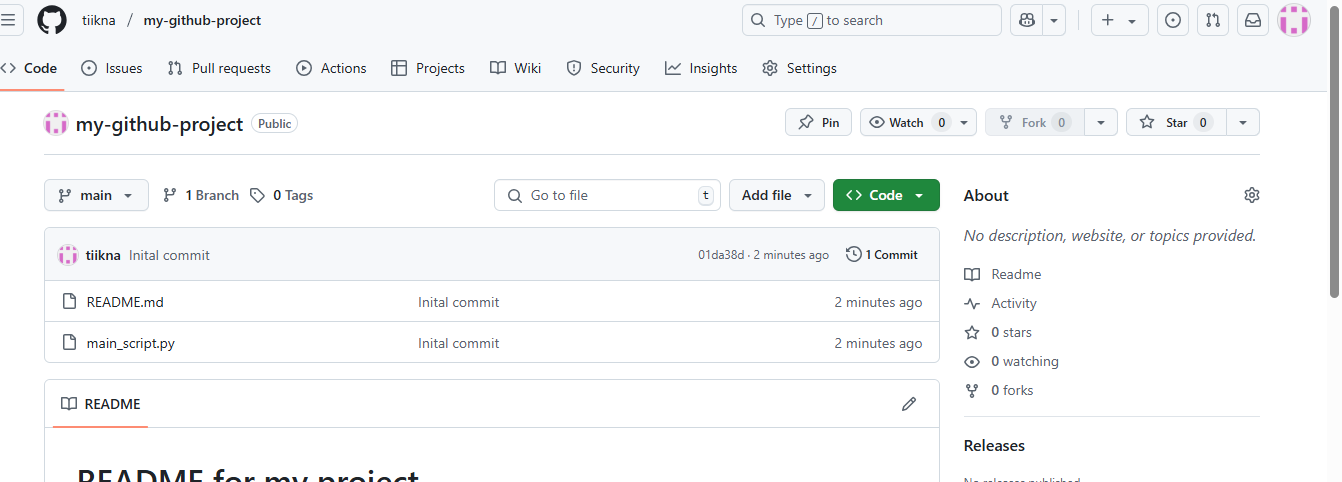 tiikna / my-github-project Type / to search
Code Issues Pull requests Actions Projects Wiki Security Insights Settings
my-github-project Public Pin Watch 0 Fork 0 Star 0
main 1 Branch 0 Tags Go to file t Add file Code
About
No description, website, or topics provided.
tiikna Inital commit 01da38d · 2 minutes ago 1 Commit
README.md Inital commit 2 minutes ago
main_script.py Inital commit 2 minutes ago
Readme
Activity
0 stars
0 watching
0 forks
README
README for my project
Releases
No releases published